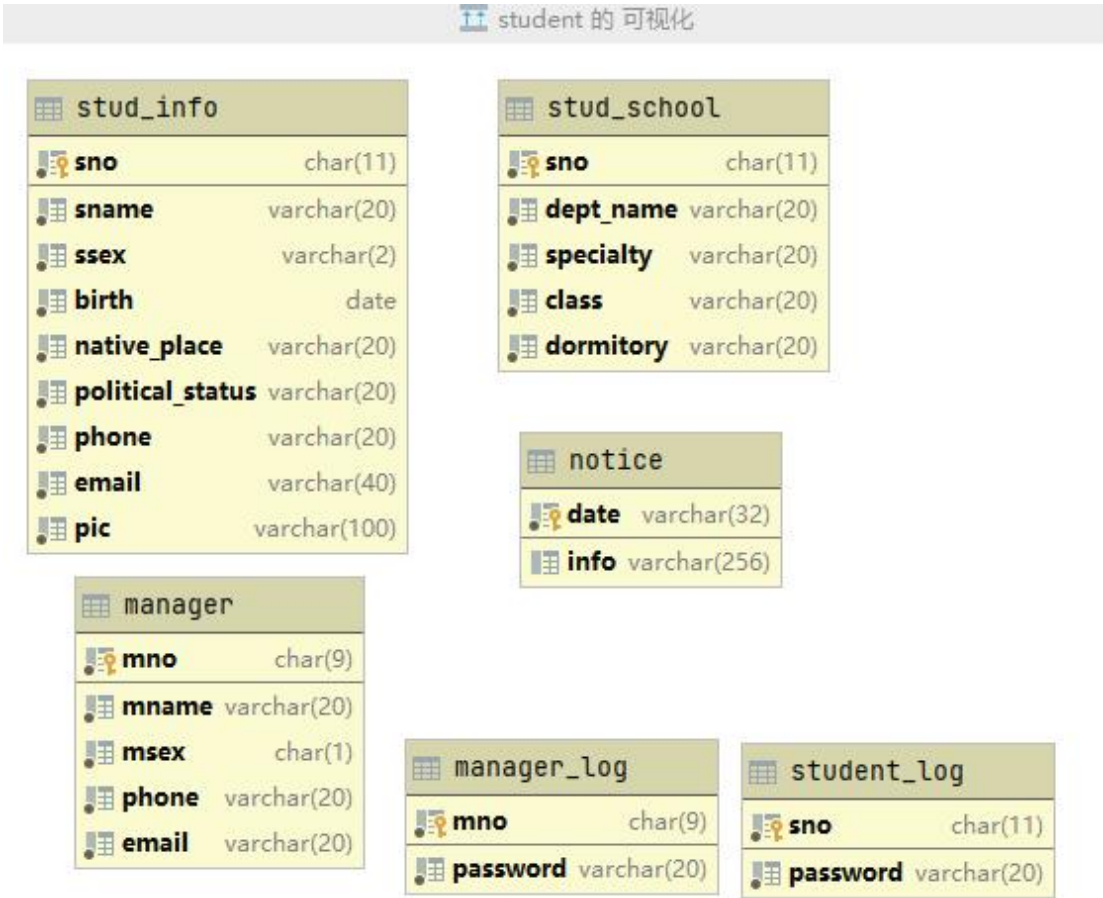 student 的 可视化
stud_info
sno char(11)
sname varchar(20)
ssex varchar(2)
birth date
native_place varchar(20)
political_status varchar(20)
phone varchar(20)
email varchar(40)
pic varchar(100)
stud_school
sno char(11)
dept_name varchar(20)
specialty varchar(20)
class varchar(20)
dormitory varchar(20)
notice
date varchar(32)
info varchar(256)
manager
mno char(9)
mname varchar(20)
msex char(1)
phone varchar(20)
email varchar(20)
manager_log
mno char(9)
password varchar(20)
student_log
sno char(11)
password varchar(20)